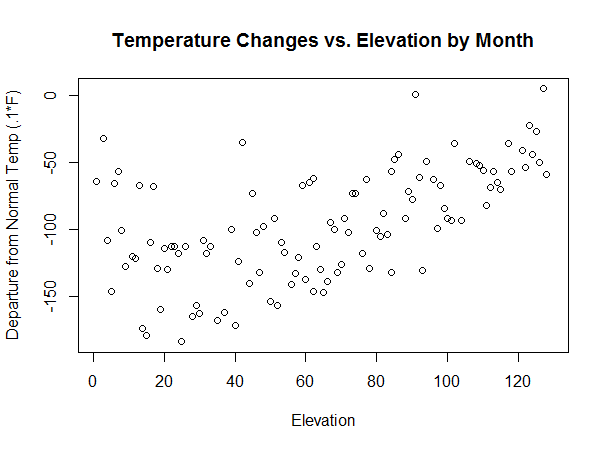 Temperature Changes vs. Elevation by Month
Departure from Normal Temp (.1*F)
0
-50
-100
-150
0 20 40 60 80 100 120
Elevation